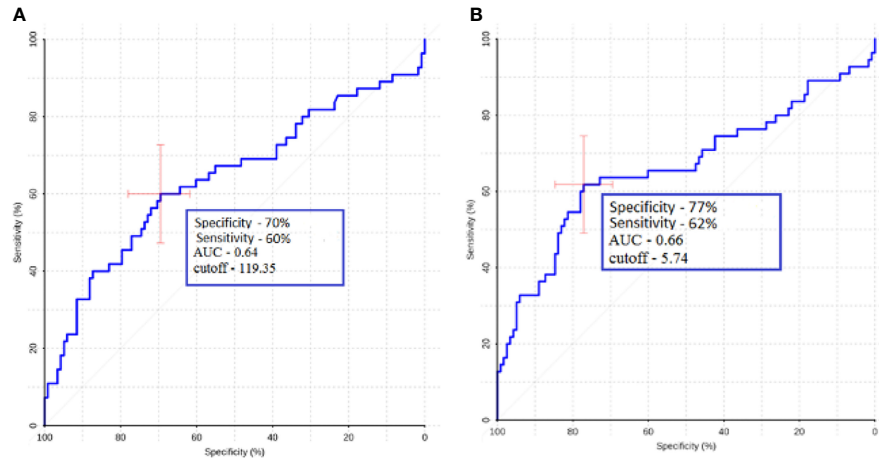 A
100
80
60
40
20
0
Sensitivity (%)
Specificity - 70%
Sensitivity - 60%
AUC - 0.64
cutoff - 119.35
100
80
60
40
20
0
Specificity (%)
B
100
80
60
40
20
0
Sensitivity (%)
Specificity - 77%
Sensitivity - 62%
AUC - 0.66
cutoff - 5.74
100
80
60
40
20
0
Specificity (%)